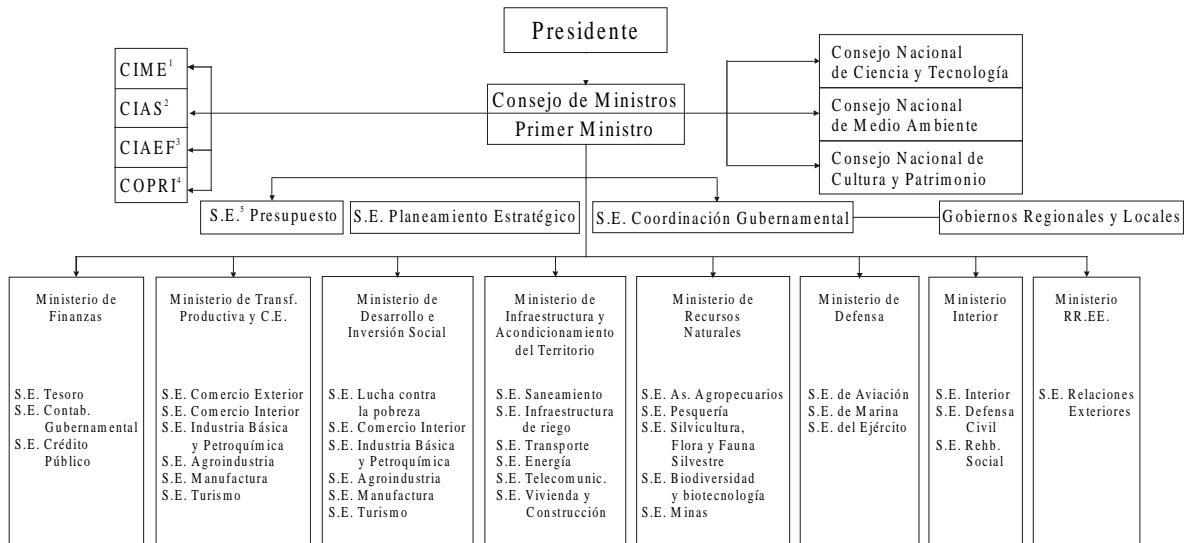 Presidente
CIME¹
CIAS²
CIAEF³
COPRI⁴
Consejo de Ministros
Primer Ministro
Consejo Nacional
de Ciencia y Tecnología
Consejo Nacional
de Medio Ambiente
Consejo Nacional de
Cultura y Patrimonio
S.E.⁵ Presupuesto
S.E. Planeamiento Estratégico
S.E. Coordinación Gubernamental
Gobiernos Regionales y Locales
Ministerio de
Finanzas
S.E. Tesoro
S.E. Contab.
Gubernamental
S.E. Crédito
Público
Ministerio de Transf.
Productiva y C.E.
S.E. Comercio Exterior
S.E. Comercio Interior
S.E. Industria Básica
y Petroquímica
S.E. Agroindustria
S.E. Manufactura
S.E. Turismo
Ministerio de
Desarrollo e
Inversión Social
S.E. Lucha contra
la pobreza
S.E. Comercio Interior
S.E. Industria Básica
y Petroquímica
S.E. Agroindustria
S.E. Manufactura
S.E. Turismo
Ministerio de
Infraestructura y
Acondicionamiento
del Territorio
S.E. Saneamiento
S.E. Infraestructura
de riego
S.E. Transporte
S.E. Energía
S.E. Telecomunic.
S.E. Vivienda y
Construcción
Ministerio de
Recursos
Naturales
S.E. As. Agropecuarios
S.E. Pesquería
S.E. Silvicultura,
Flora y Fauna
Silvestre
S.E. Biodiversidad
y biotecnología
S.E. Minas
Ministerio de
Defensa
S.E. de Aviación
S.E. de Marina
S.E. del Ejército
Ministerio
Interior
S.E. Interior
S.E. Defensa
Civil
S.E. Rehb.
Social
Ministerio
RR.EE.
S.E. Relaciones
Exteriores